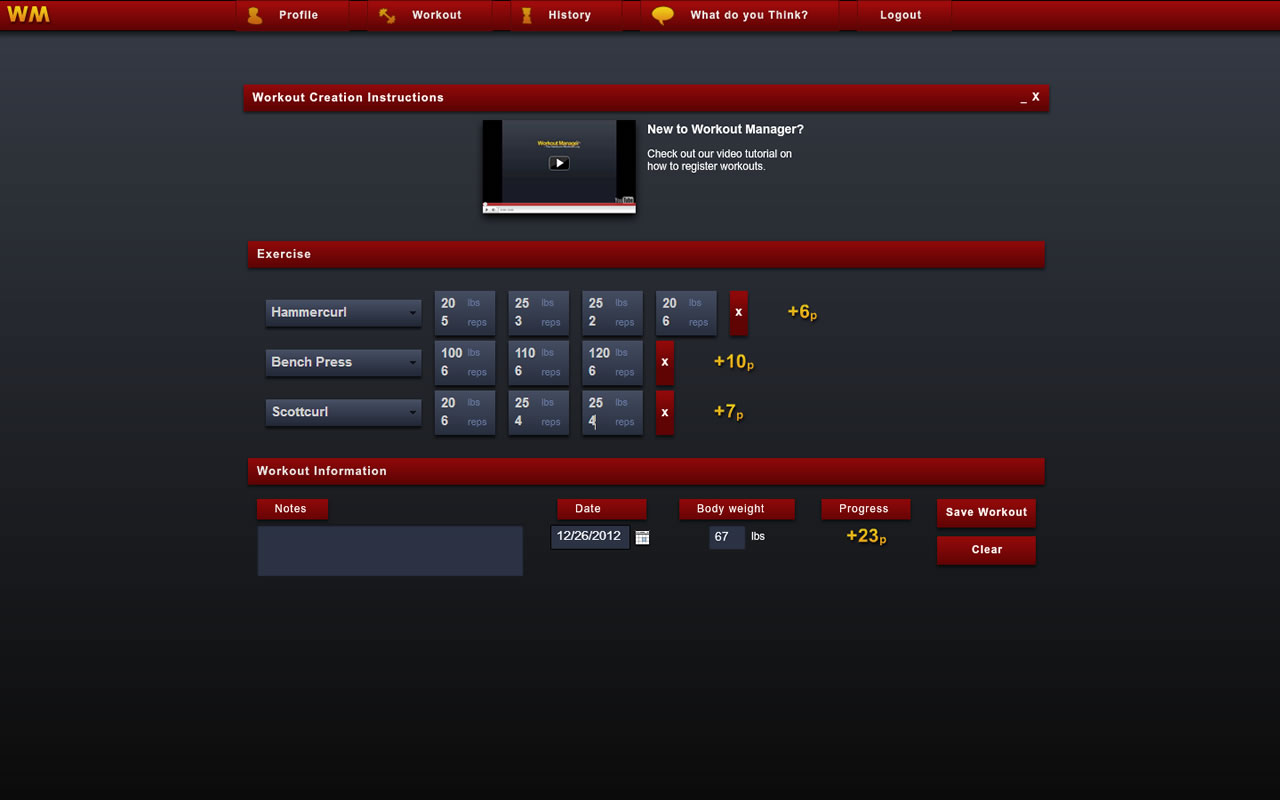 WM
Profile
Workout
History
What do you Think?
Logout
Workout Creation Instructions
_ X
New to Workout Manager?
Check out our video tutorial on
how to register workouts.
Workout Manager
Exercise
Hammercurl
20 lbs 25 lbs 25 lbs 20 lbs
5 reps 3 reps 2 reps 6 reps
x
+6p
Bench Press
100 lbs 110 lbs 120 lbs
6 reps 6 reps 6 reps
x
+10p
Scottcurl
20 lbs 25 lbs 25 lbs
6 reps 4 reps 4 reps
x
+7p
Workout Information
Notes
Date
12/26/2012
Body weight
67 lbs
Progress
+23p
Save Workout
Clear